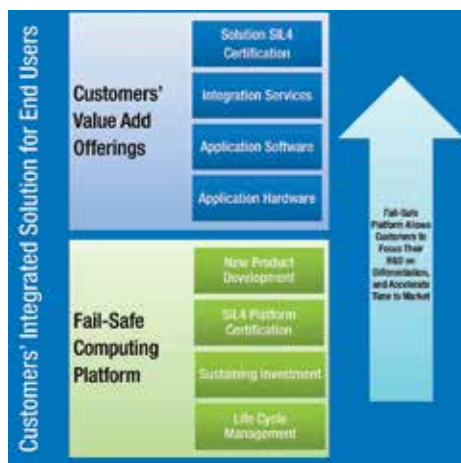 Customers' Integrated Solution for End Users
Customers'
Value Add
Offerings
Solution SIL4
Certification
Integration Services
Application Software
Application Hardware
Fail-Safe
Computing
Platform
New Product
Development
SIL4 Platform
Certification
Sustaining Investment
Life Cycle
Management
Fail-Safe
Platform Allows
Customers to
Focus Their
R&D on
Differentiation,
and Accelerate
Time to Market